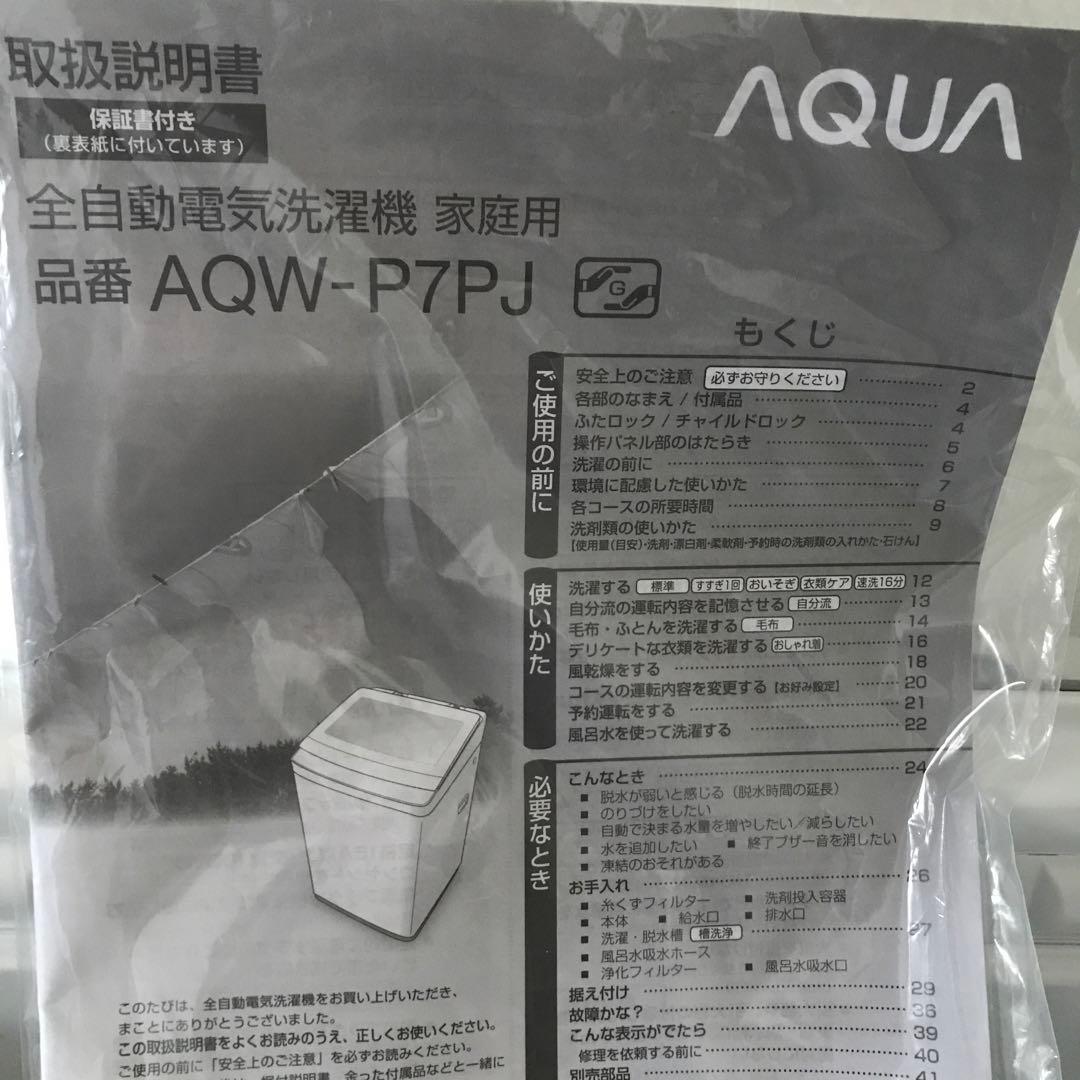 取扱説明書
保証書付き
(裏表紙に付いています)
AQUA
全自動電気洗濯機 家庭用
品番 AQW-P7PJ G
もくじ
ご使用の前に
安全上のご注意 必ずお守りください 2
各部のなまえ / 付属品 4
ふたロック / チャイルドロック 4
操作パネル部のはたらき 5
洗濯の前に 6
環境に配慮した使いかた 7
各コースの所要時間 8
洗剤類の使いかた 9
【使用量(目安)・洗剤・漂白剤・柔軟剤・予約時の洗剤類の入れかた・石けん】
使いかた
洗濯する 標準 すすぎ1回 おいそぎ 衣類ケア 速洗16分 12
自分流の運転内容を記憶させる 自分流 13
毛布・ふとんを洗濯する 毛布 14
デリケートな衣類を洗濯する おしゃれ着 16
風乾燥をする 18
コースの運転内容を変更する【お好み設定】 20
予約運転をする 21
風呂水を使って洗濯する 22
必要なとき
こんなとき 24
■ 脱水が弱いと感じる(脱水時間の延長)
■ のりづけをしたい
■ 自動で決まる水量を増やしたい/減らしたい
■ 水を追加したい ■ 終了ブザー音を消したい
■ 凍結のおそれがある
お手入れ 26
■ 糸くずフィルター ■ 洗剤投入容器
■ 本体 ■ 給水口 ■ 排水口
■ 洗濯・脱水槽 槽洗浄 27
■ 風呂水吸水ホース
■ 浄化フィルター ■ 風呂水吸水口
据え付け 29
故障かな? 36
こんな表示がでたら 39
修理を依頼する前に 40
別売部品 41
このたびは、全自動電気洗濯機をお買い上げいただき、
まことにありがとうございました。
この取扱説明書をよくお読みのうえ、正しくお使いください。
ご使用の前に「安全上のご注意」を必ずお読みください。
据付説明書、余った付属品などと一緒に